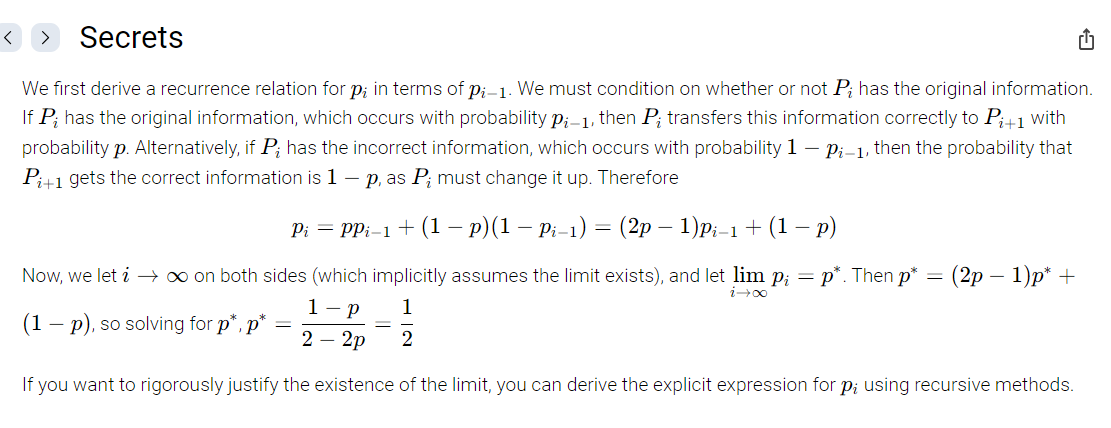 < > Secrets
We first derive a recurrence relation for p_i in terms of p_{i−1}. We must condition on whether or not P_i has the original information.
If P_i has the original information, which occurs with probability p_{i−1}, then P_i transfers this information correctly to P_{i+1} with
probability p. Alternatively, if P_i has the incorrect information, which occurs with probability 1 − p_{i−1}, then the probability that
P_{i+1} gets the correct information is 1 − p, as P_i must change it up. Therefore
p_i = pp_{i−1} + (1 − p)(1 − p_{i−1}) = (2p − 1)p_{i−1} + (1 − p)
Now, we let i → ∞ on both sides (which implicitly assumes the limit exists), and let lim_{i→∞} p_i = p*. Then p* = (2p − 1)p* +
(1 − p), so solving for p*, p* = \frac{1 − p}{2 − 2p} = \frac{1}{2}
If you want to rigorously justify the existence of the limit, you can derive the explicit expression for p_i using recursive methods.